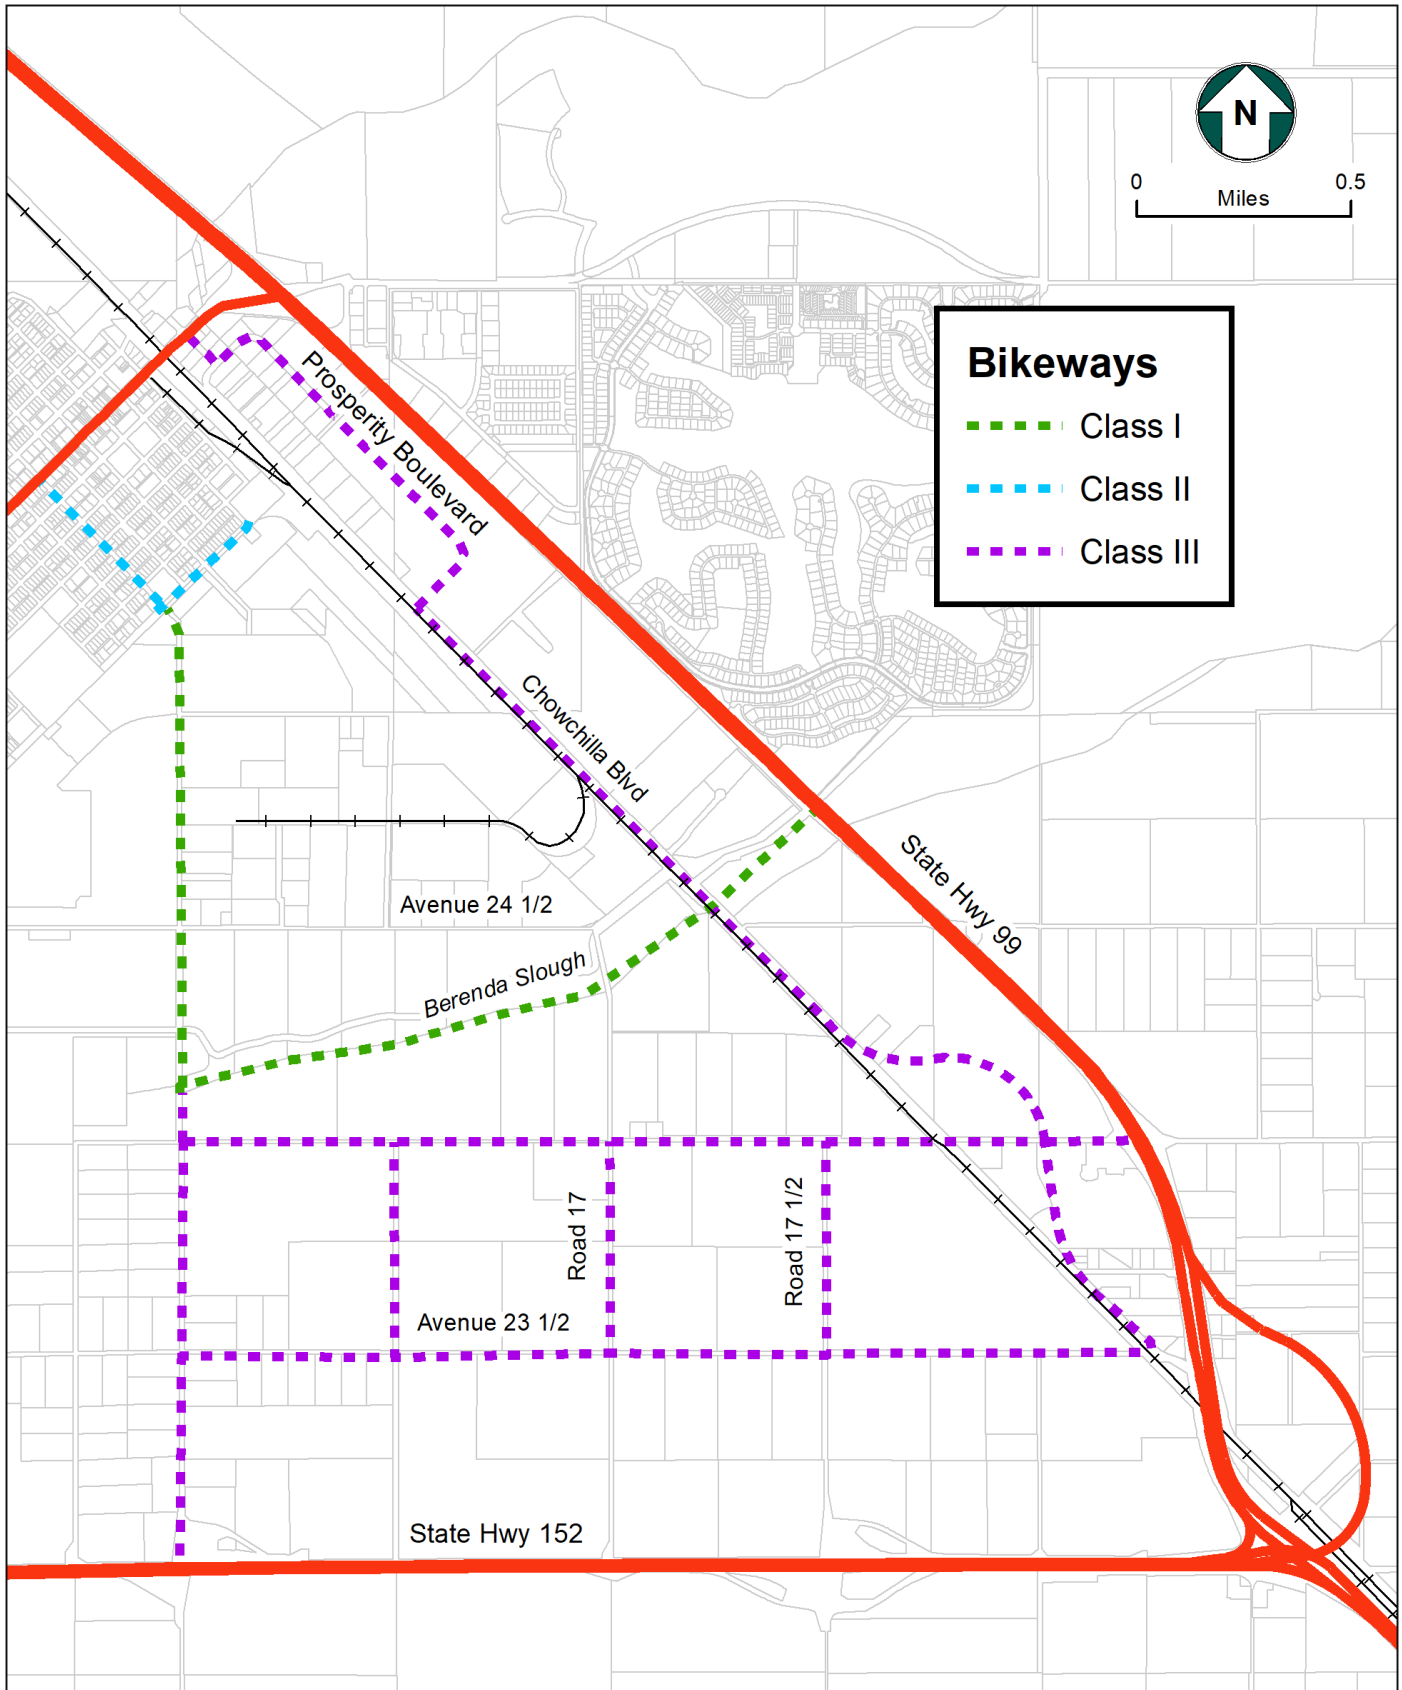 N
0
0.5
Miles
Bikeways
Class I
Class II
Class III
Prosperity Boulevard
Chowchilla Blvd
State Hwy 99
Avenue 24 1/2
Berenda Slough
Road 17
Road 17 1/2
Avenue 23 1/2
State Hwy 152